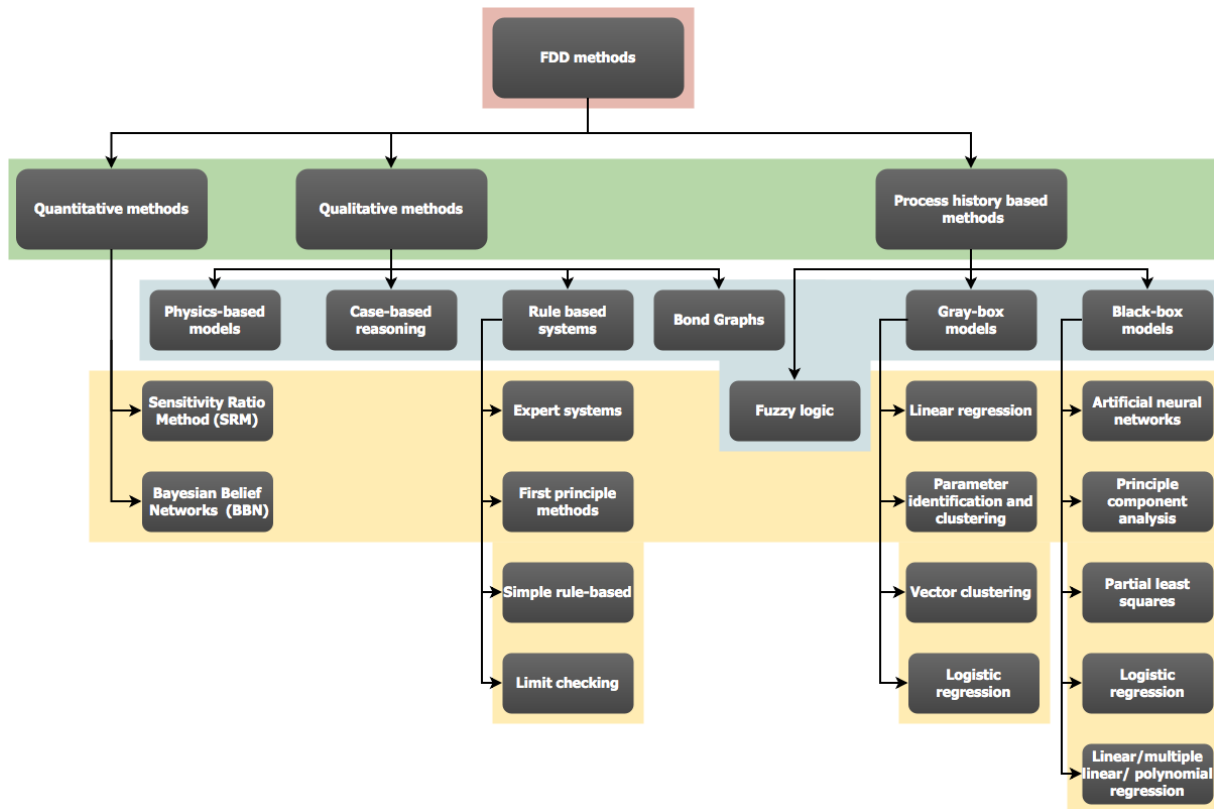 FDD methods
Quantitative methods
Qualitative methods
Process history based
methods
Physics-based
models
Case-based
reasoning
Rule based
systems
Bond Graphs
Gray-box
models
Black-box
models
Sensitivity Ratio
Method (SRM)
Expert systems
Fuzzy logic
Linear regression
Artificial neural
networks
Bayesian Belief
Networks (BBN)
First principle
methods
Parameter
identification and
clustering
Principle
component
analysis
Simple rule-based
Vector clustering
Partial least
squares
Limit checking
Logistic
regression
Logistic
regression
Linear/multiple
linear/ polynomial
regression